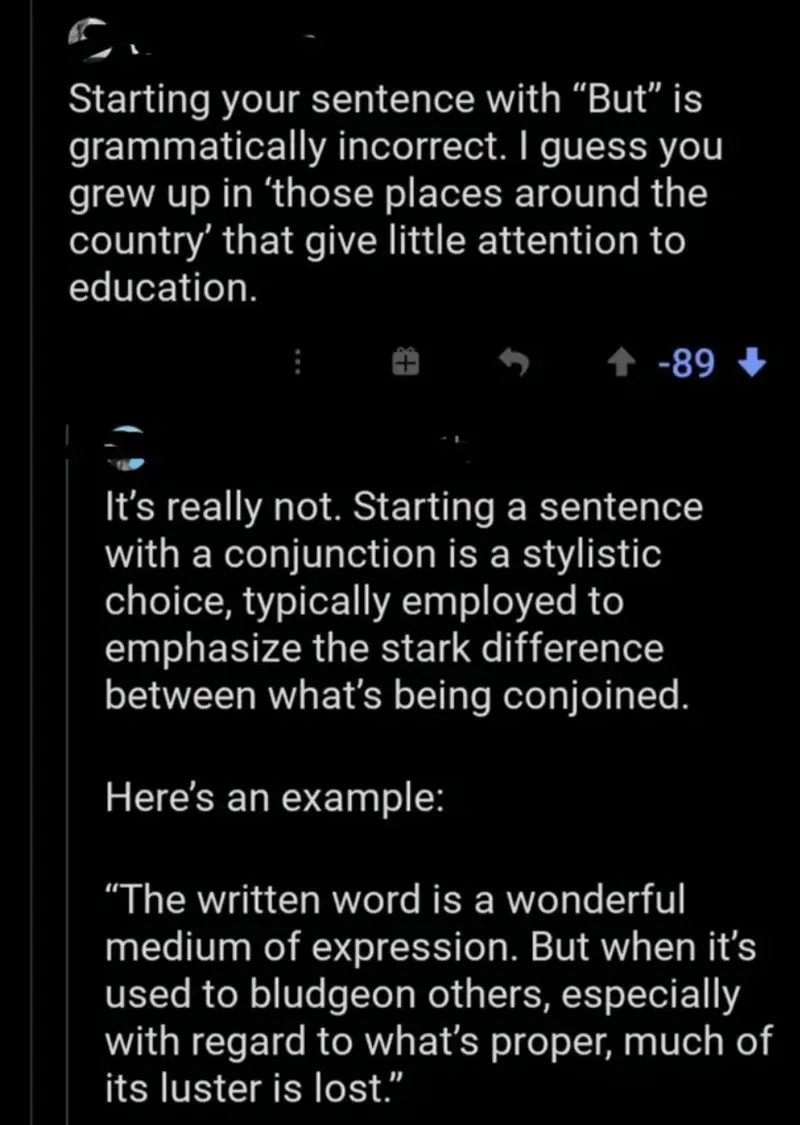 Starting your sentence with “But” is
grammatically incorrect. I guess you
grew up in ‘those places around the
country’ that give little attention to
education.
-89
It’s really not. Starting a sentence
with a conjunction is a stylistic
choice, typically employed to
emphasize the stark difference
between what’s being conjoined.
Here’s an example:
“The written word is a wonderful
medium of expression. But when it’s
used to bludgeon others, especially
with regard to what’s proper, much of
its luster is lost.”